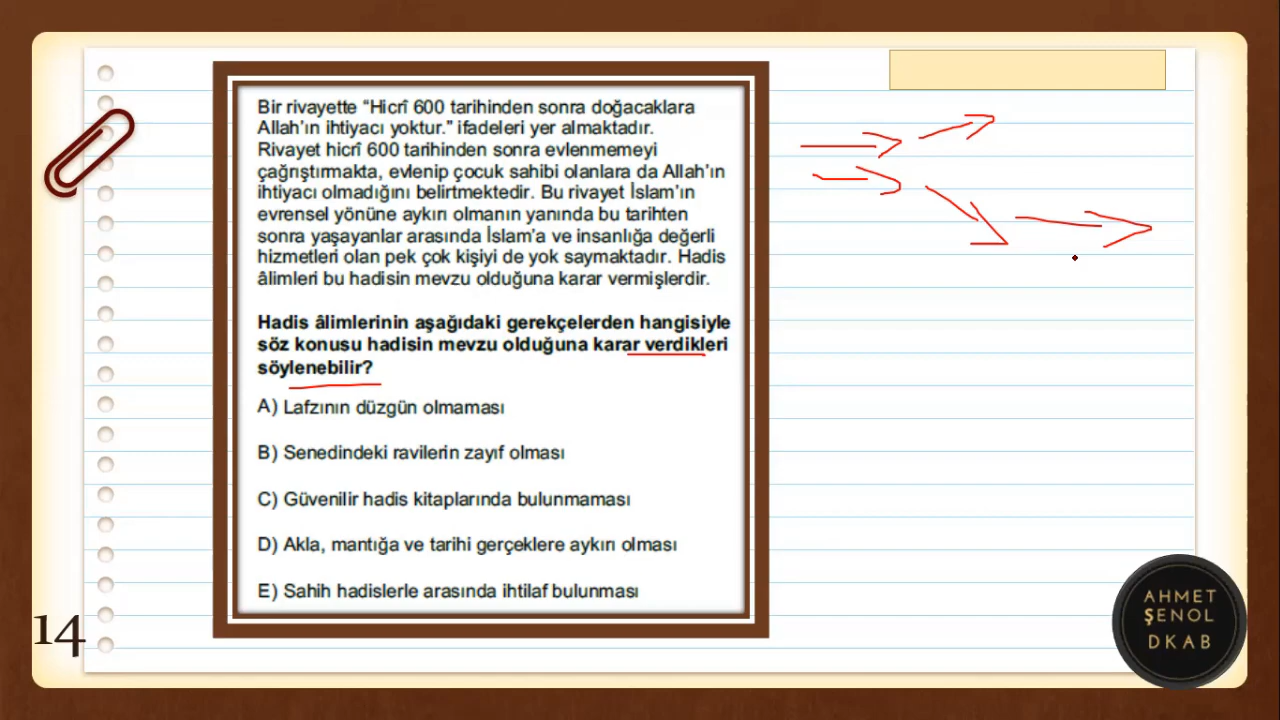 Bir rivayette “Hicrî 600 tarihinden sonra doğacaklara
Allah’ın ihtiyacı yoktur.” ifadeleri yer almaktadır.
Rivayet hicrî 600 tarihinden sonra evlenmemeyi
çağrıştırmakta, evlenip çocuk sahibi olanlara da Allah’ın
ihtiyacı olmadığını belirtmektedir. Bu rivayet İslam’ın
evrensel yönüne aykırı olmanın yanında bu tarihten
sonra yaşayanlar arasında İslam’a ve insanlığa değerli
hizmetleri olan pek çok kişiyi de yok saymaktadır. Hadis
âlimleri bu hadisin mevzu olduğuna karar vermişlerdir.
Hadis âlimlerinin aşağıdaki gerekçelerden hangisiyle
söz konusu hadisin mevzu olduğuna karar verdikleri
söylenebilir?
A) Lafzının düzgün olmaması
B) Senedindeki ravilerin zayıf olması
C) Güvenilir hadis kitaplarında bulunmaması
D) Akla, mantığa ve tarihi gerçeklere aykırı olması
E) Sahih hadislerle arasında ihtilaf bulunması
14
AHMET
ŞENOL
DKAB